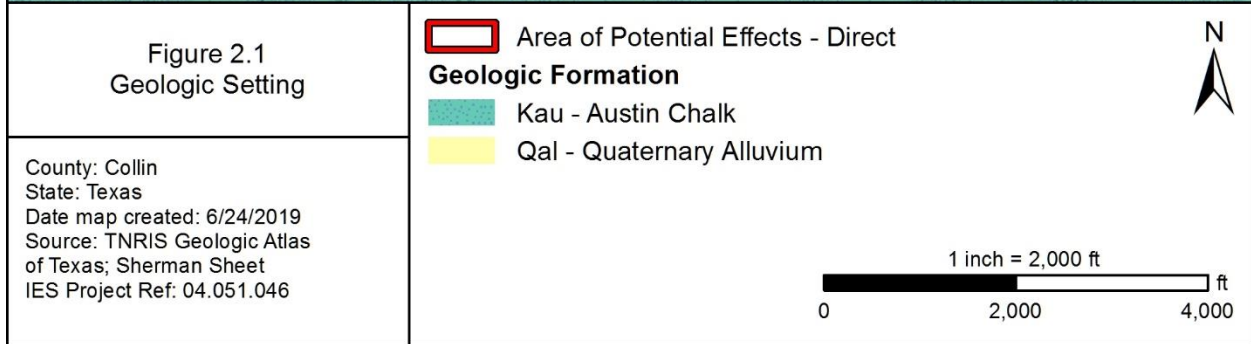 Figure 2.1
Geologic Setting
County: Collin
State: Texas
Date map created: 6/24/2019
Source: TNRIS Geologic Atlas
of Texas; Sherman Sheet
IES Project Ref: 04.051.046
Area of Potential Effects - Direct
Geologic Formation
Kau - Austin Chalk
Qal - Quaternary Alluvium
N
1 inch = 2,000 ft
ft
0 2,000 4,000